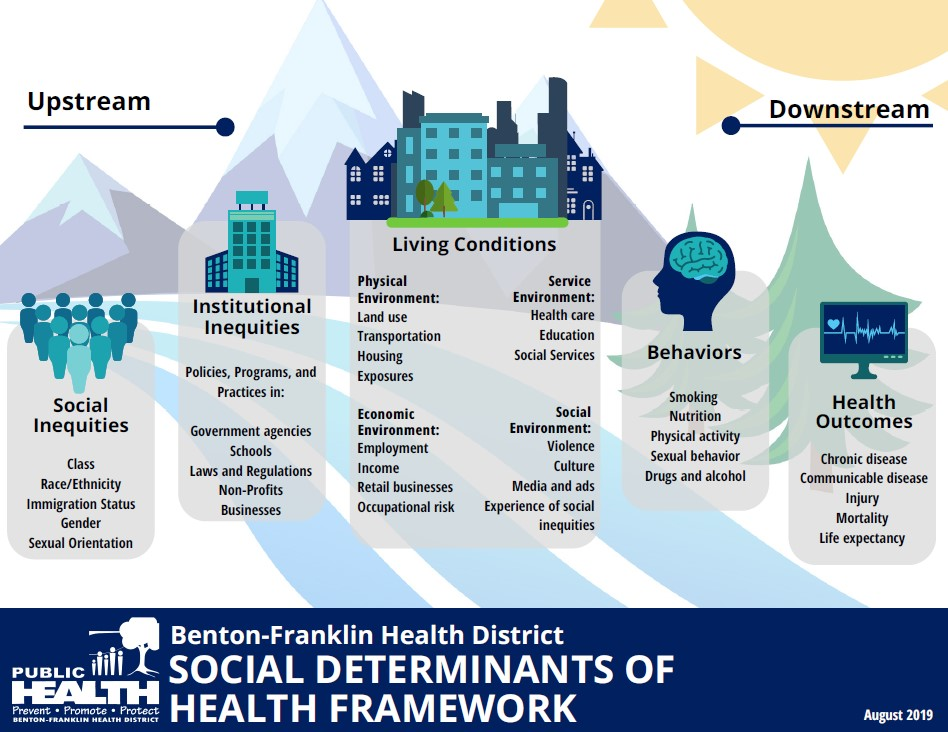 Upstream
Downstream
Social
Inequities
Class
Race/Ethnicity
Immigration Status
Gender
Sexual Orientation
Institutional
Inequities
Policies, Programs, and
Practices in:
Government agencies
Schools
Laws and Regulations
Non-Profits
Businesses
Living Conditions
Physical
Environment:
Land use
Transportation
Housing
Exposures
Service
Environment:
Health care
Education
Social Services
Economic
Environment:
Employment
Income
Retail businesses
Occupational risk
Social
Environment:
Violence
Culture
Media and ads
Experience of social
inequities
Behaviors
Smoking
Nutrition
Physical activity
Sexual behavior
Drugs and alcohol
Health
Outcomes
Chronic disease
Communicable disease
Injury
Mortality
Life expectancy
PUBLIC
HEALTH
Prevent • Promote • Protect
BENTON-FRANKLIN HEALTH DISTRICT
Benton-Franklin Health District
SOCIAL DETERMINANTS OF
HEALTH FRAMEWORK
August 2019